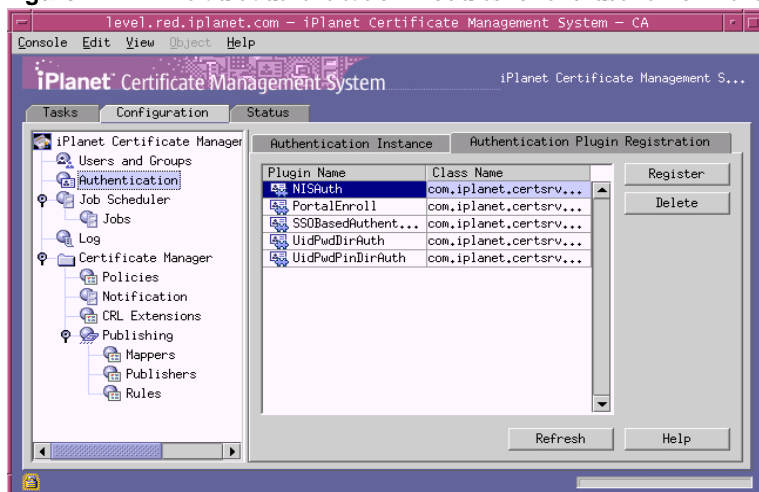 level.red.iplanet.com - iPlanet Certificate Management System - CA
Console Edit View Object Help
iPlanet Certificate Management System
iPlanet Certificate Management S...
Tasks Configuration Status
iPlanet Certificate Manager
Users and Groups
Authentication
Job Scheduler
Jobs
Log
Certificate Manager
Policies
Notification
CRL Extensions
Publishing
Mappers
Publishers
Rules
Authentication Instance Authentication Plugin Registration
Plugin Name Class Name
NISAuth com.iplanet.certsrv...
PortalEnroll com.iplanet.certsrv...
SSOBasedAuthent... com.iplanet.certsrv...
UidPwdDirAuth com.iplanet.certsrv...
UidPwdPinDirAuth com.iplanet.certsrv...
Register
Delete
Refresh Help